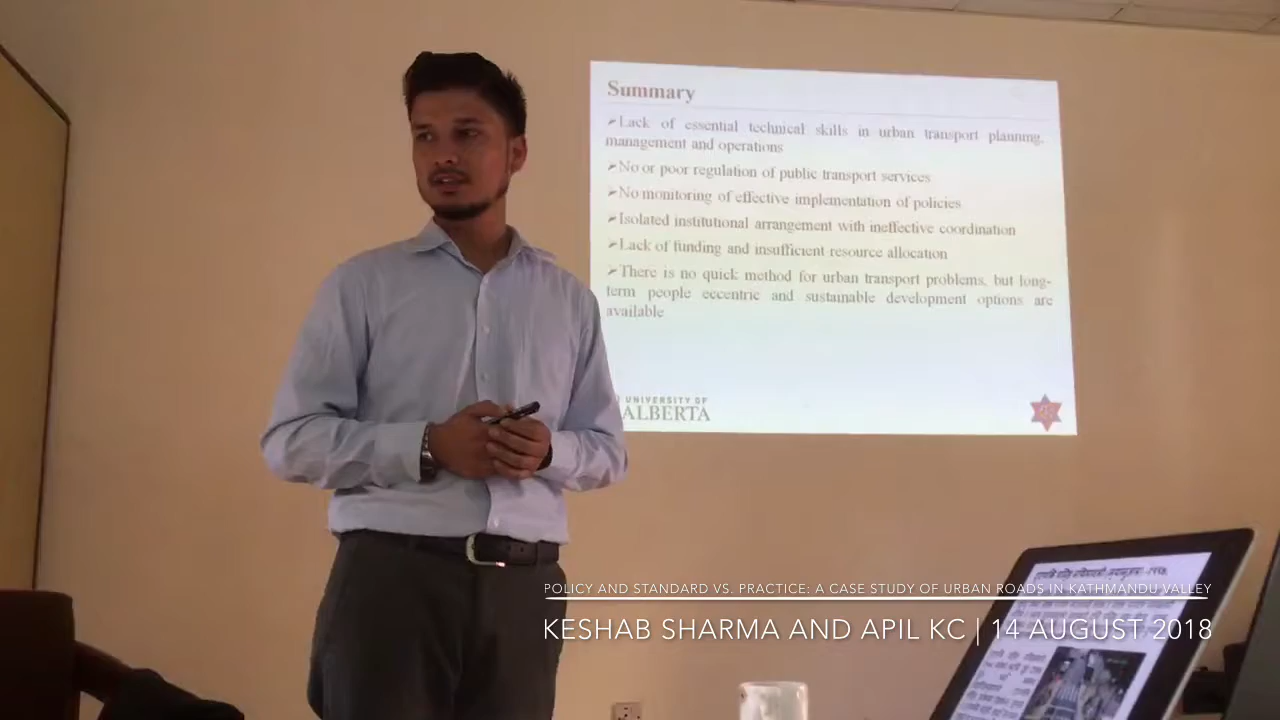 Summary
➢Lack of essential technical skills in urban transport planning,
management and operations
➢No or poor regulation of public transport services
➢No monitoring of effective implementation of policies
➢Isolated institutional arrangement with ineffective coordination
➢Lack of funding and insufficient resource allocation
➢There is no quick method for urban transport problems, but long-
term people eccentric and sustainable development options are
available
UNIVERSITY OF
ALBERTA
POLICY AND STANDARD VS. PRACTICE: A CASE STUDY OF URBAN ROADS IN KATHMANDU VALLEY
KESHAB SHARMA AND APIL KC | 14 AUGUST 2018